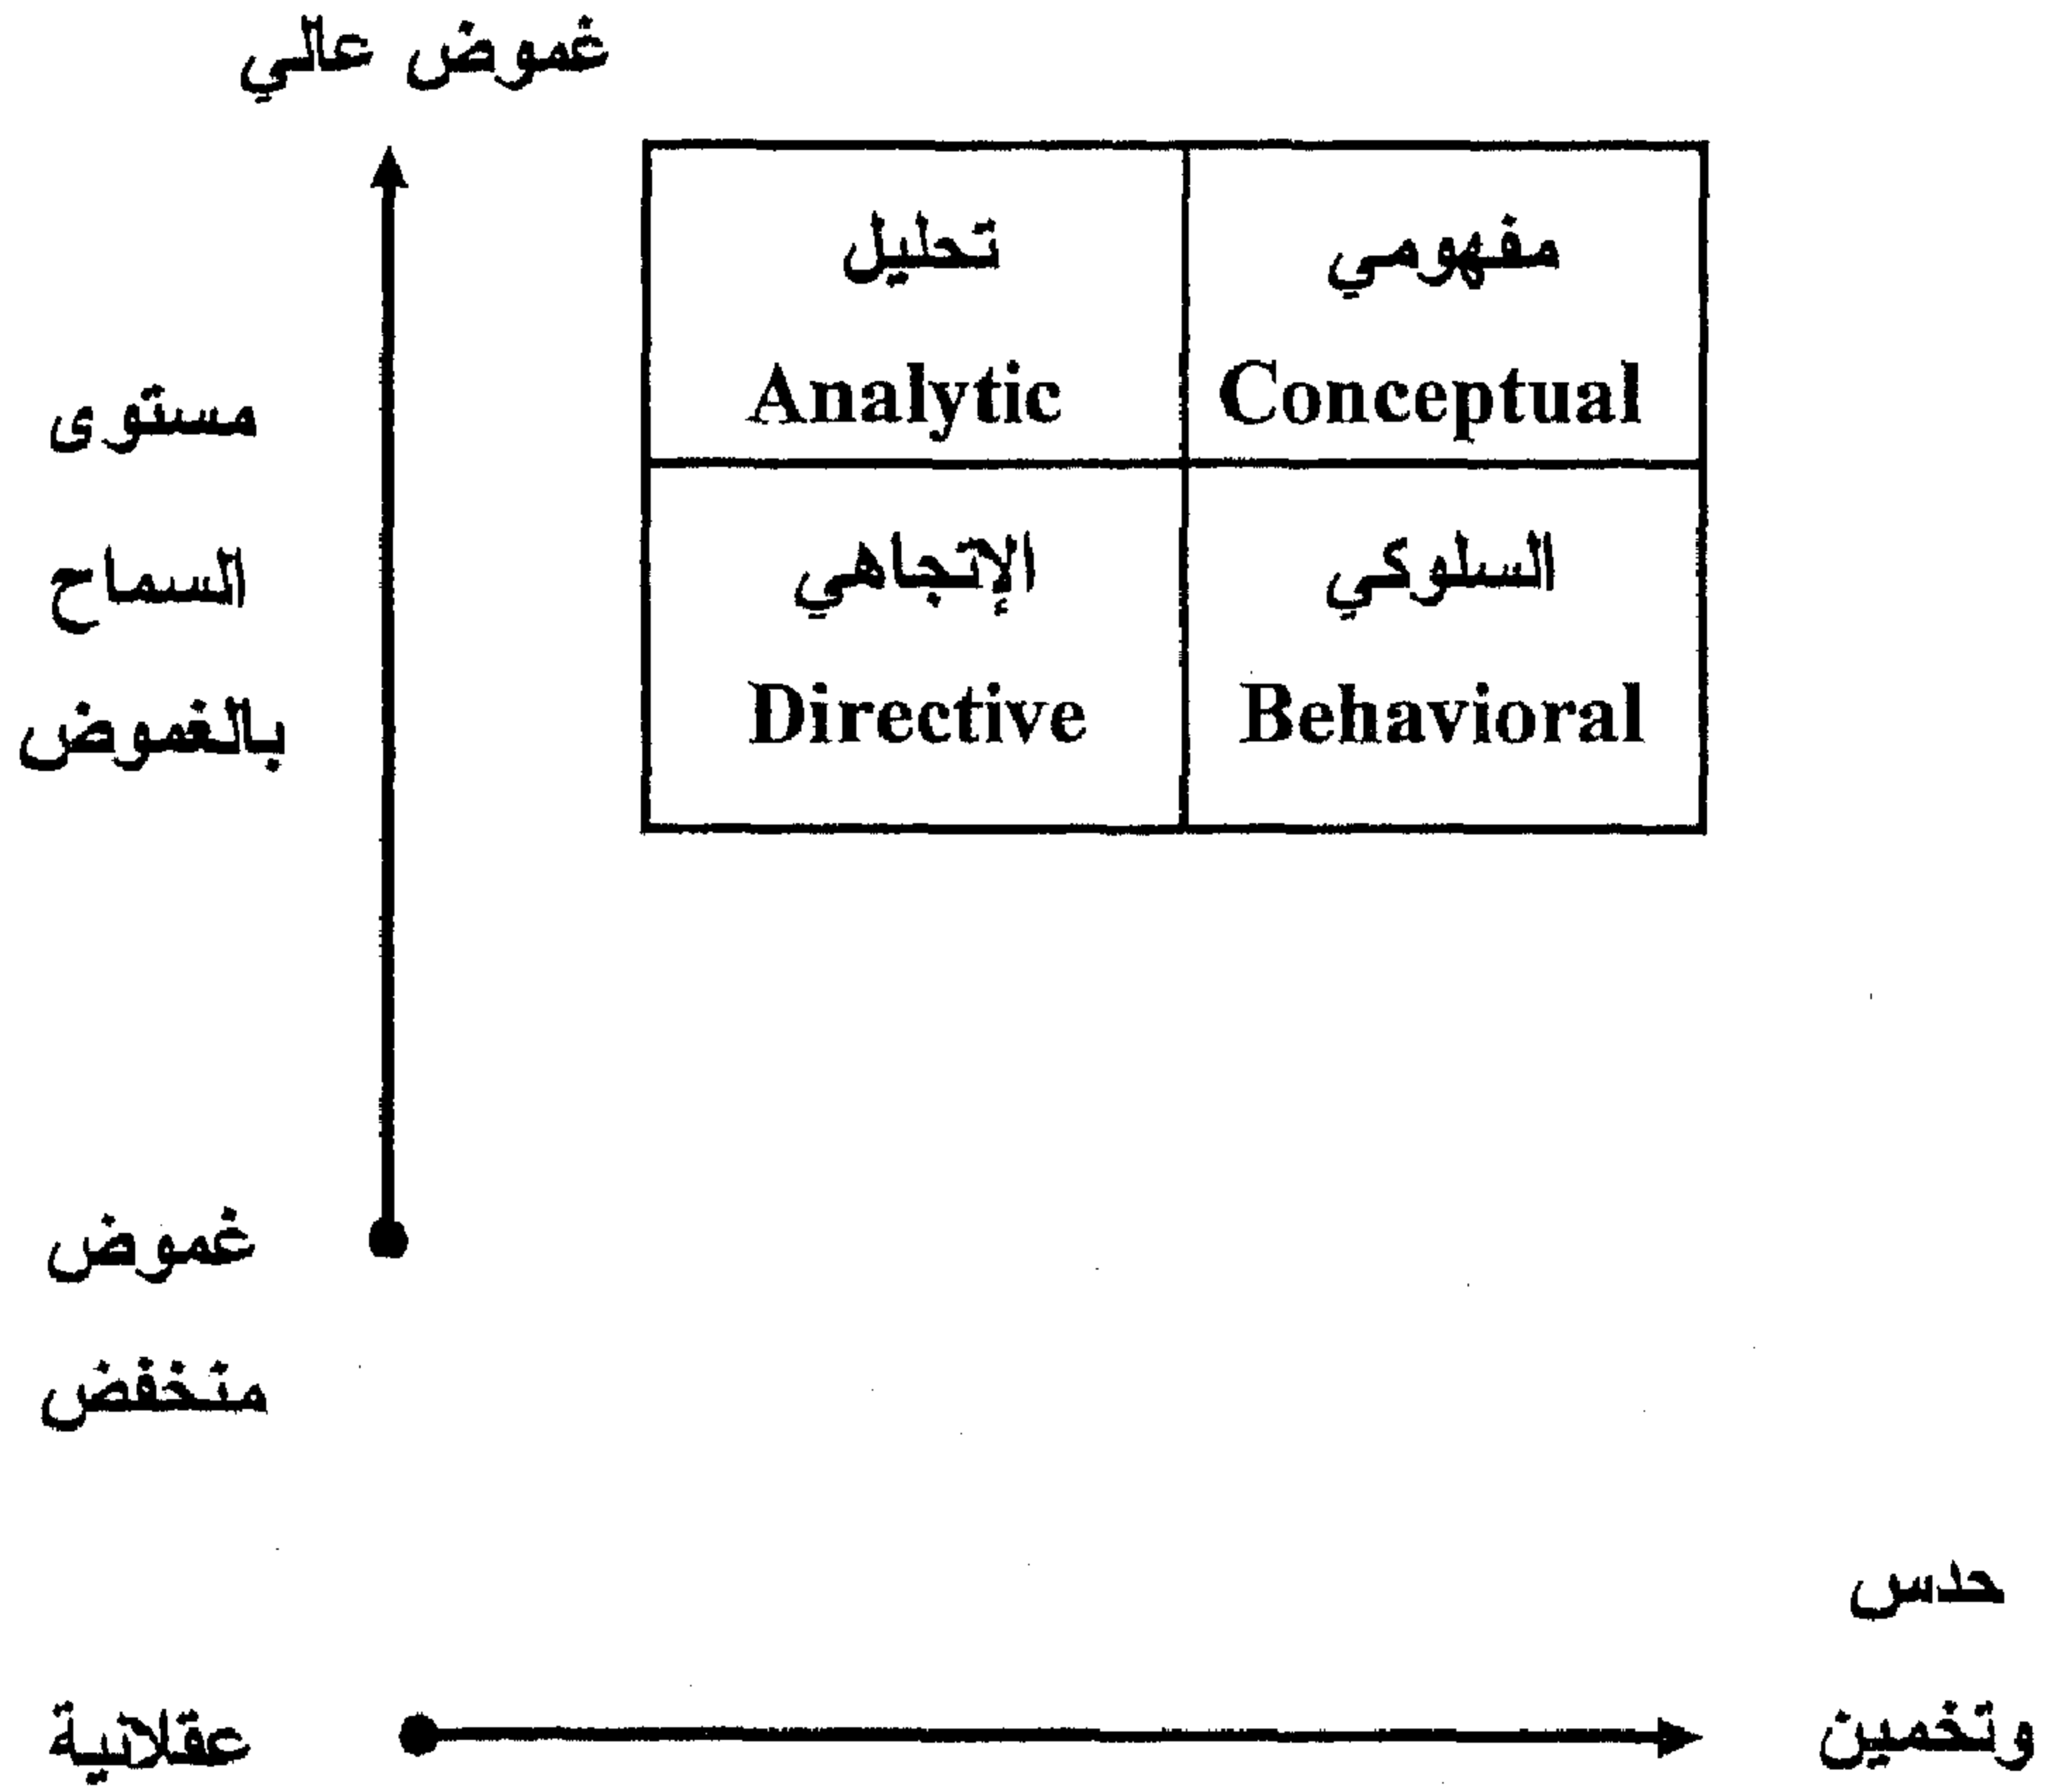 غموض عالي
تحليل
Analytic
مفهومي
Conceptual
الإتجاهي
Directive
السلوكي
Behavioral
مستوى
السماح
بالغموض
غموض
منخفض
عقلانية
حدس
وتخمين